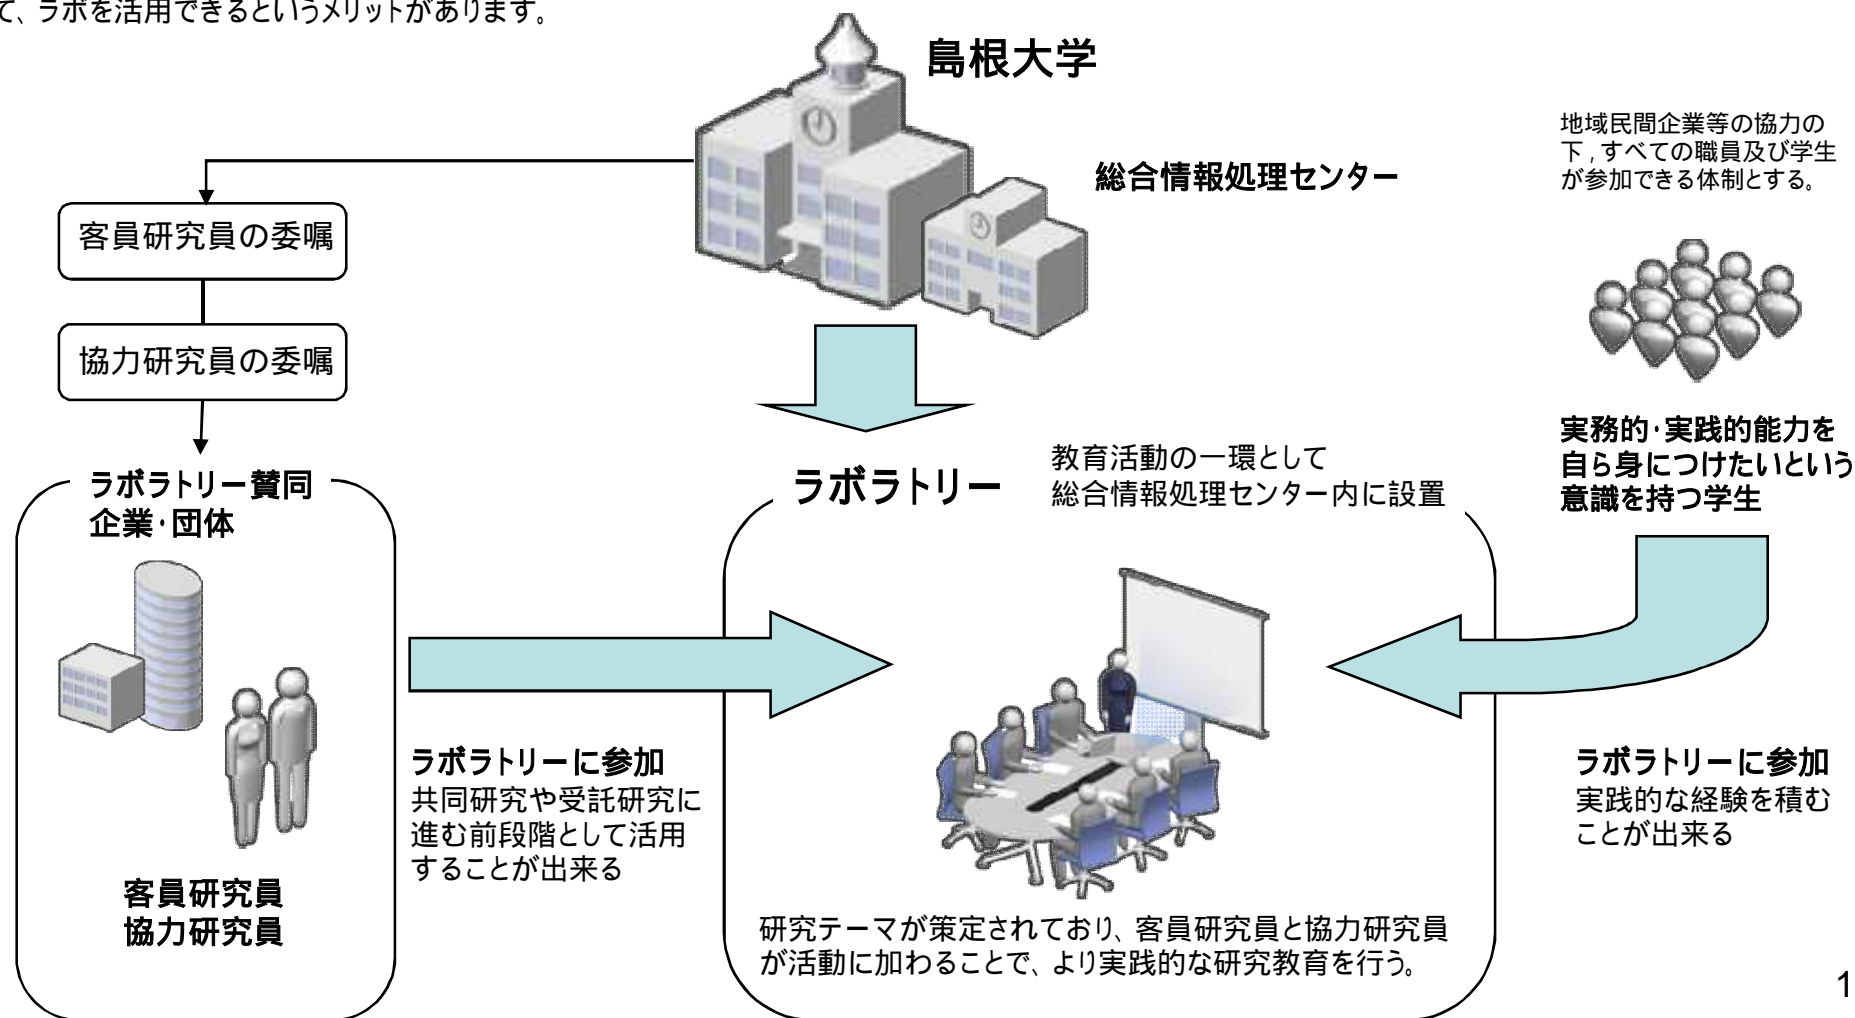 て、ラボを活用できるというメリットがあります。
島根大学
総合情報処理センター
地域民間企業等の協力の
下,すべての職員及び学生
が参加できる体制とする。
客員研究員の委嘱
協力研究員の委嘱
ラボラトリー賛同
企業・団体
客員研究員
協力研究員
ラボラトリーに参加
共同研究や受託研究に
進む前段階として活用
することが出来る
ラボラトリー
教育活動の一環として
総合情報処理センター内に設置
研究テーマが策定されており、客員研究員と協力研究員
が活動に加わることで、より実践的な研究教育を行う。
実務的・実践的能力を
自ら身につけたいという
意識を持つ学生
ラボラトリーに参加
実践的な経験を積む
ことが出来る
1